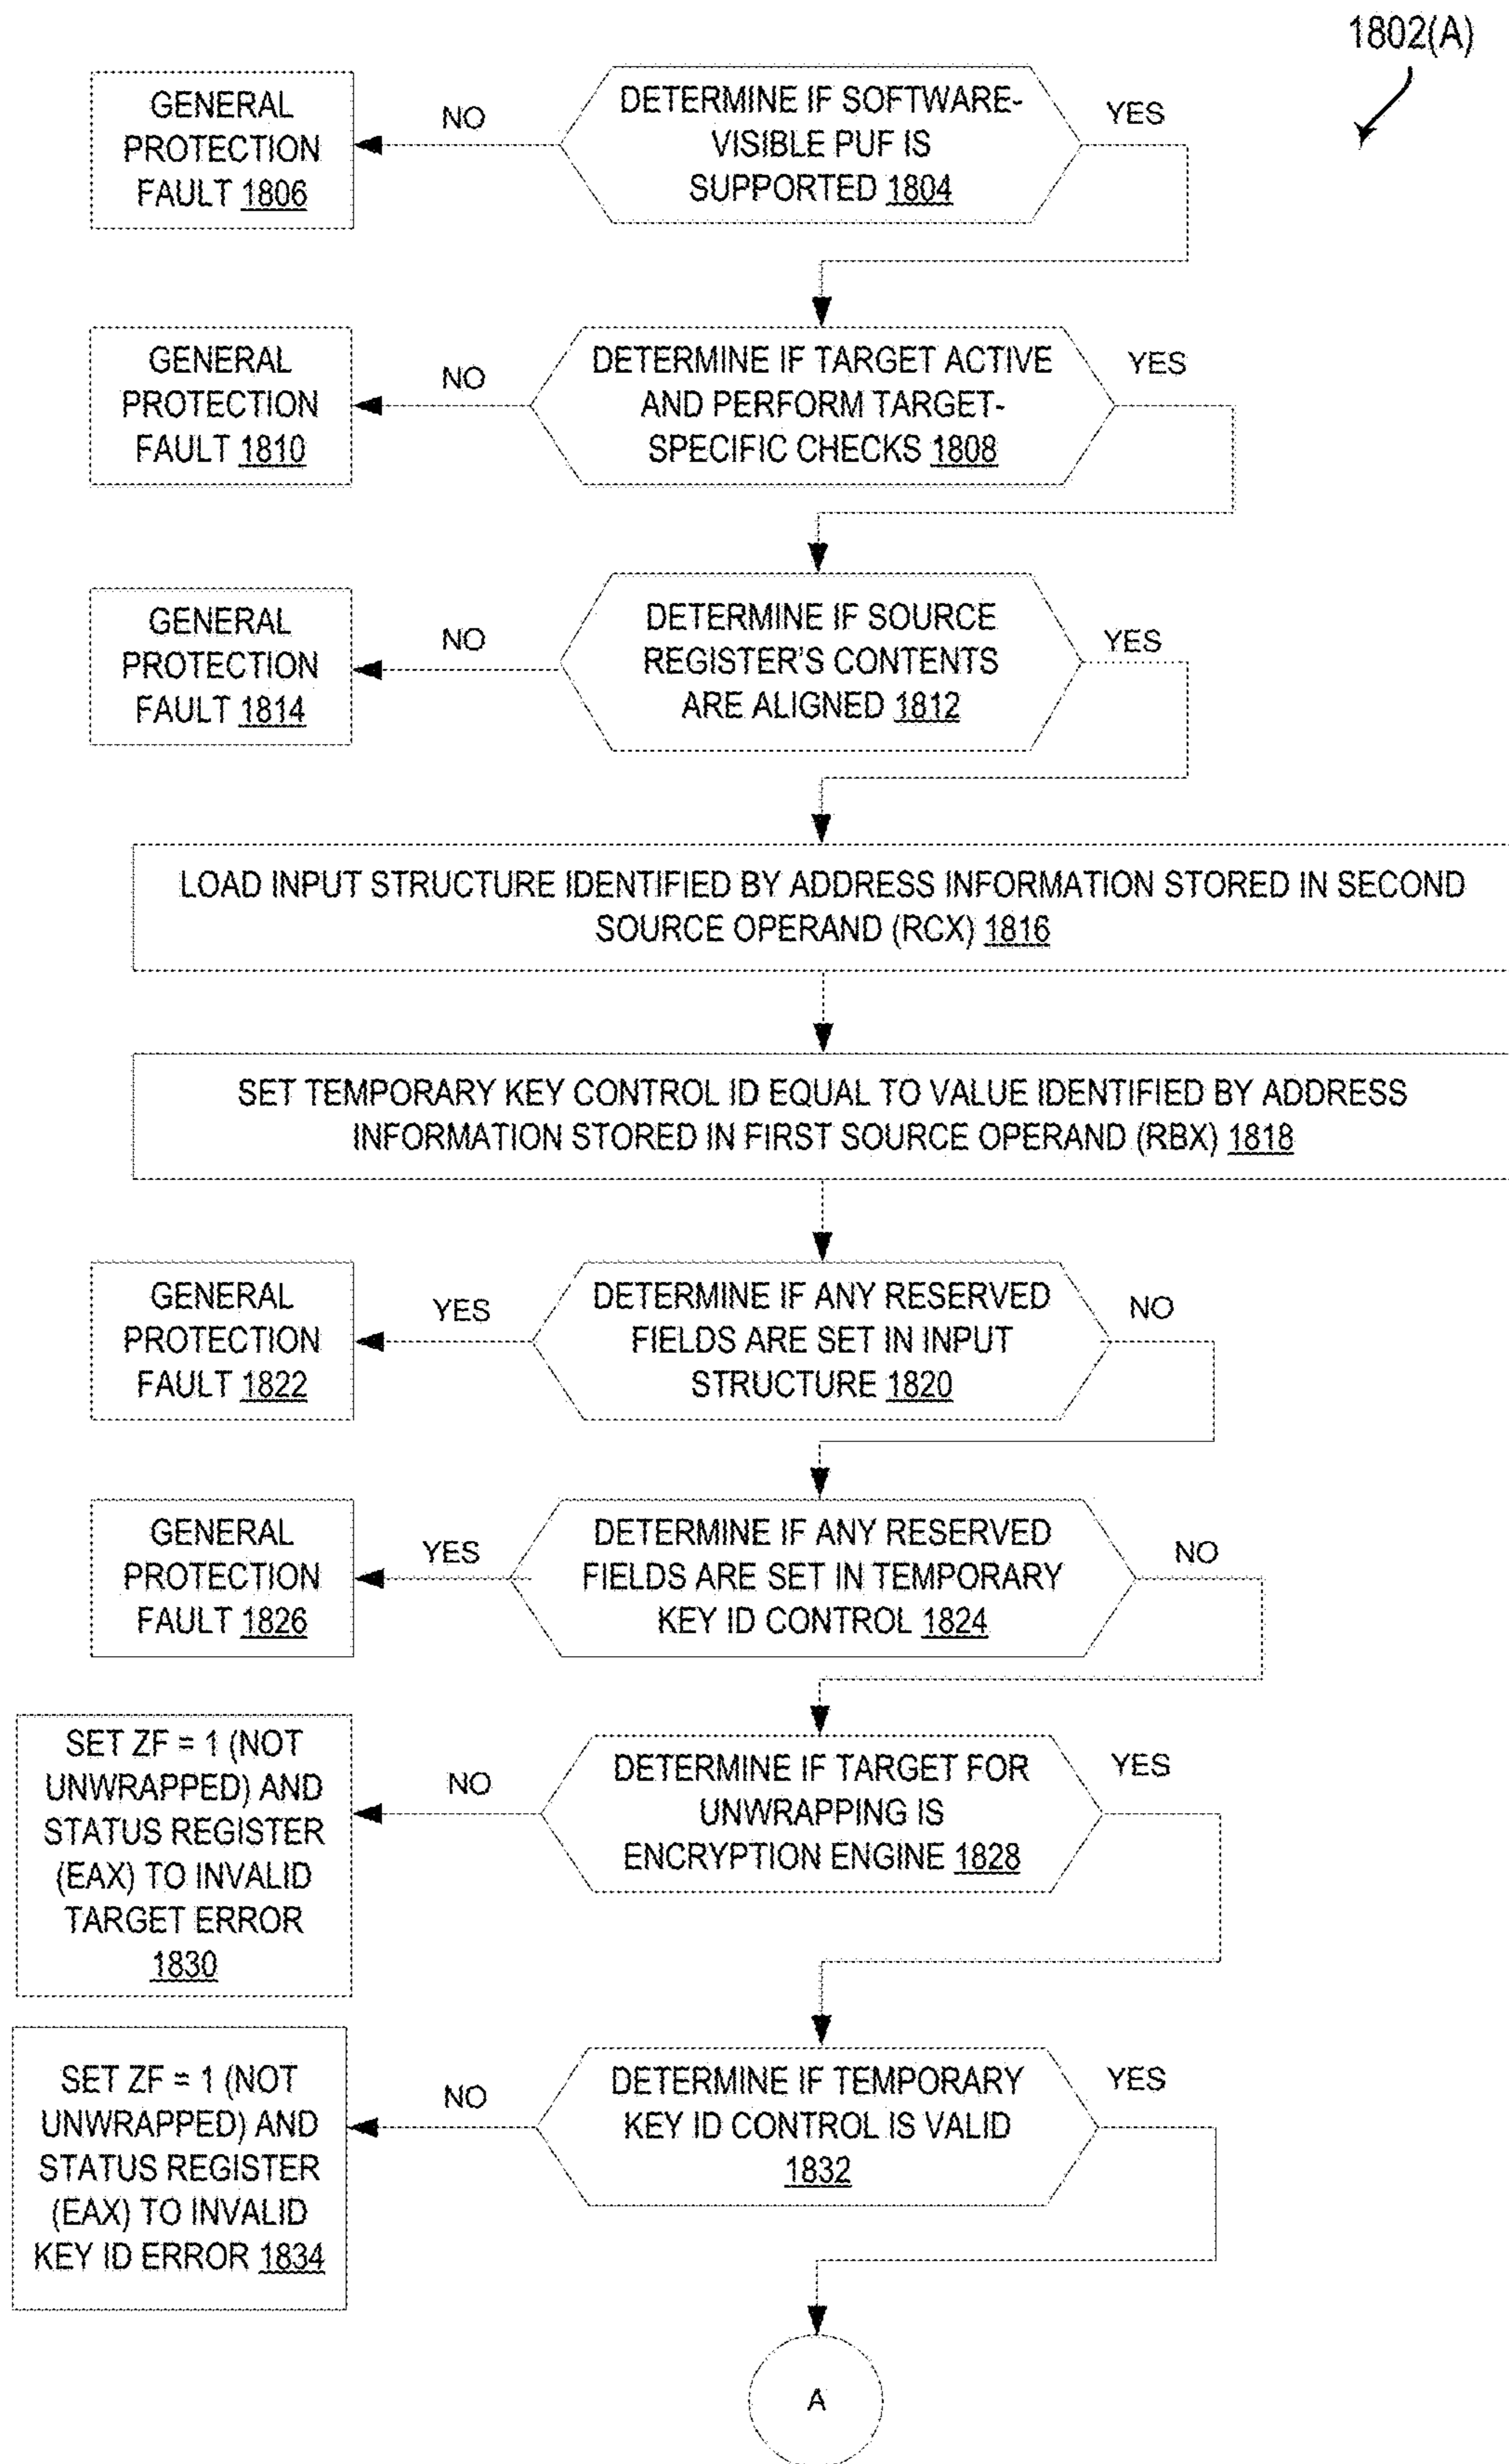 1802(A)
GENERAL
PROTECTION
FAULT 1806
NO
DETERMINE IF SOFTWARE-
VISIBLE PUF IS
SUPPORTED 1804
YES
GENERAL
PROTECTION
FAULT 1810
NO
DETERMINE IF TARGET ACTIVE
AND PERFORM TARGET-
SPECIFIC CHECKS 1808
YES
GENERAL
PROTECTION
FAULT 1814
NO
DETERMINE IF SOURCE
REGISTER'S CONTENTS
ARE ALIGNED 1812
YES
LOAD INPUT STRUCTURE IDENTIFIED BY ADDRESS INFORMATION STORED IN SECOND
SOURCE OPERAND (RCX) 1816
SET TEMPORARY KEY CONTROL ID EQUAL TO VALUE IDENTIFIED BY ADDRESS
INFORMATION STORED IN FIRST SOURCE OPERAND (RBX) 1818
GENERAL
PROTECTION
FAULT 1822
YES
DETERMINE IF ANY RESERVED
FIELDS ARE SET IN INPUT
STRUCTURE 1820
NO
GENERAL
PROTECTION
FAULT 1826
YES
DETERMINE IF ANY RESERVED
FIELDS ARE SET IN TEMPORARY
KEY ID CONTROL 1824
NO
SET ZF = 1 (NOT
UNWRAPPED) AND
STATUS REGISTER
(EAX) TO INVALID
TARGET ERROR
1830
NO
DETERMINE IF TARGET FOR
UNWRAPPING IS
ENCRYPTION ENGINE 1828
YES
SET ZF = 1 (NOT
UNWRAPPED) AND
STATUS REGISTER
(EAX) TO INVALID
KEY ID ERROR 1834
NO
DETERMINE IF TEMPORARY
KEY ID CONTROL IS VALID
1832
YES
A